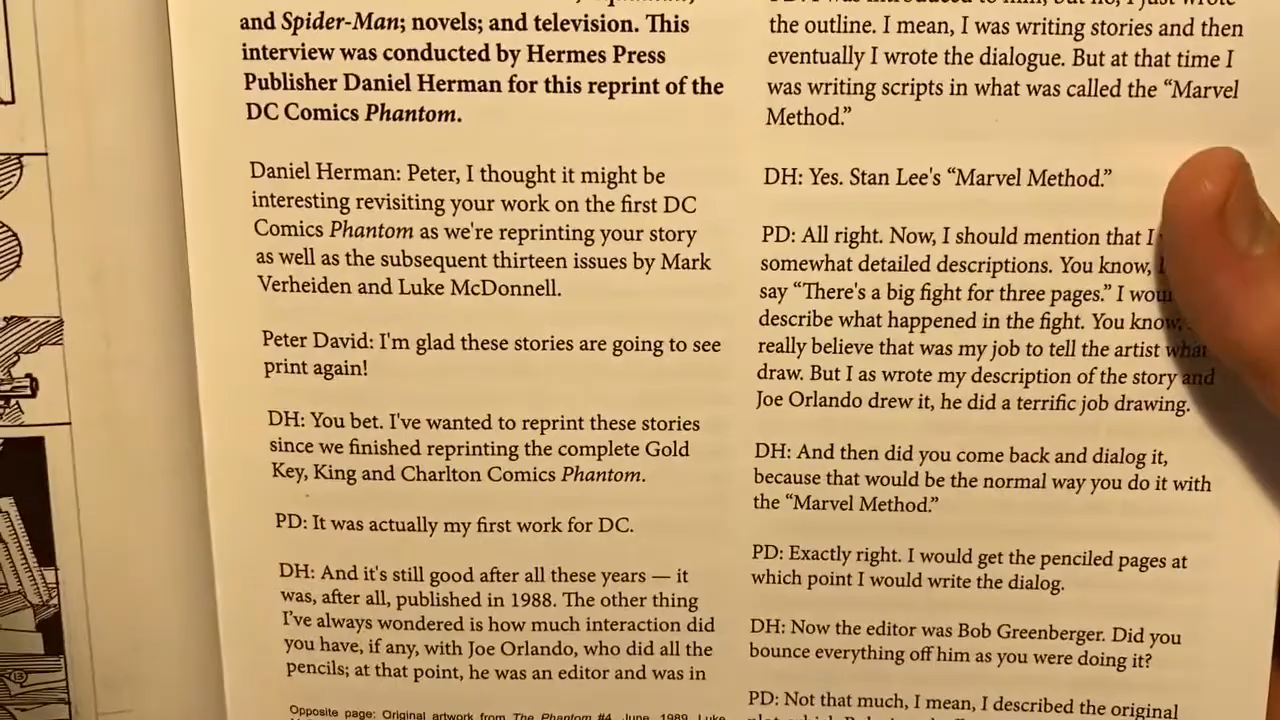 and Spider-Man; novels; and television. This
interview was conducted by Hermes Press
Publisher Daniel Herman for this reprint of the
DC Comics Phantom.
Daniel Herman: Peter, I thought it might be
interesting revisiting your work on the first DC
Comics Phantom as we're reprinting your story
as well as the subsequent thirteen issues by Mark
Verheiden and Luke McDonnell.
Peter David: I'm glad these stories are going to see
print again!
DH: You bet. I've wanted to reprint these stories
since we finished reprinting the complete Gold
Key, King and Charlton Comics Phantom.
PD: It was actually my first work for DC.
DH: And it's still good after all these years — it
was, after all, published in 1988. The other thing
I've always wondered is how much interaction did
you have, if any, with Joe Orlando, who did all the
pencils; at that point, he was an editor and was in
Opposite page: Original artwork from The Phantom #4, June, 1989, Luke
the outline. I mean, I was writing stories and then
eventually I wrote the dialogue. But at that time I
was writing scripts in what was called the “Marvel
Method.”
DH: Yes. Stan Lee's “Marvel Method.”
PD: All right. Now, I should mention that I
somewhat detailed descriptions. You know,
say “There's a big fight for three pages.” I
describe what happened in the fight. You know,
really believe that was my job to tell the artist what
draw. But I as wrote my description of the story and
Joe Orlando drew it, he did a terrific job drawing.
DH: And then did you come back and dialog it,
because that would be the normal way you do it with
the “Marvel Method.”
PD: Exactly right. I would get the penciled pages at
which point I would write the dialog.
DH: Now the editor was Bob Greenberger. Did you
bounce everything off him as you were doing it?
PD: Not that much, I mean, I described the original